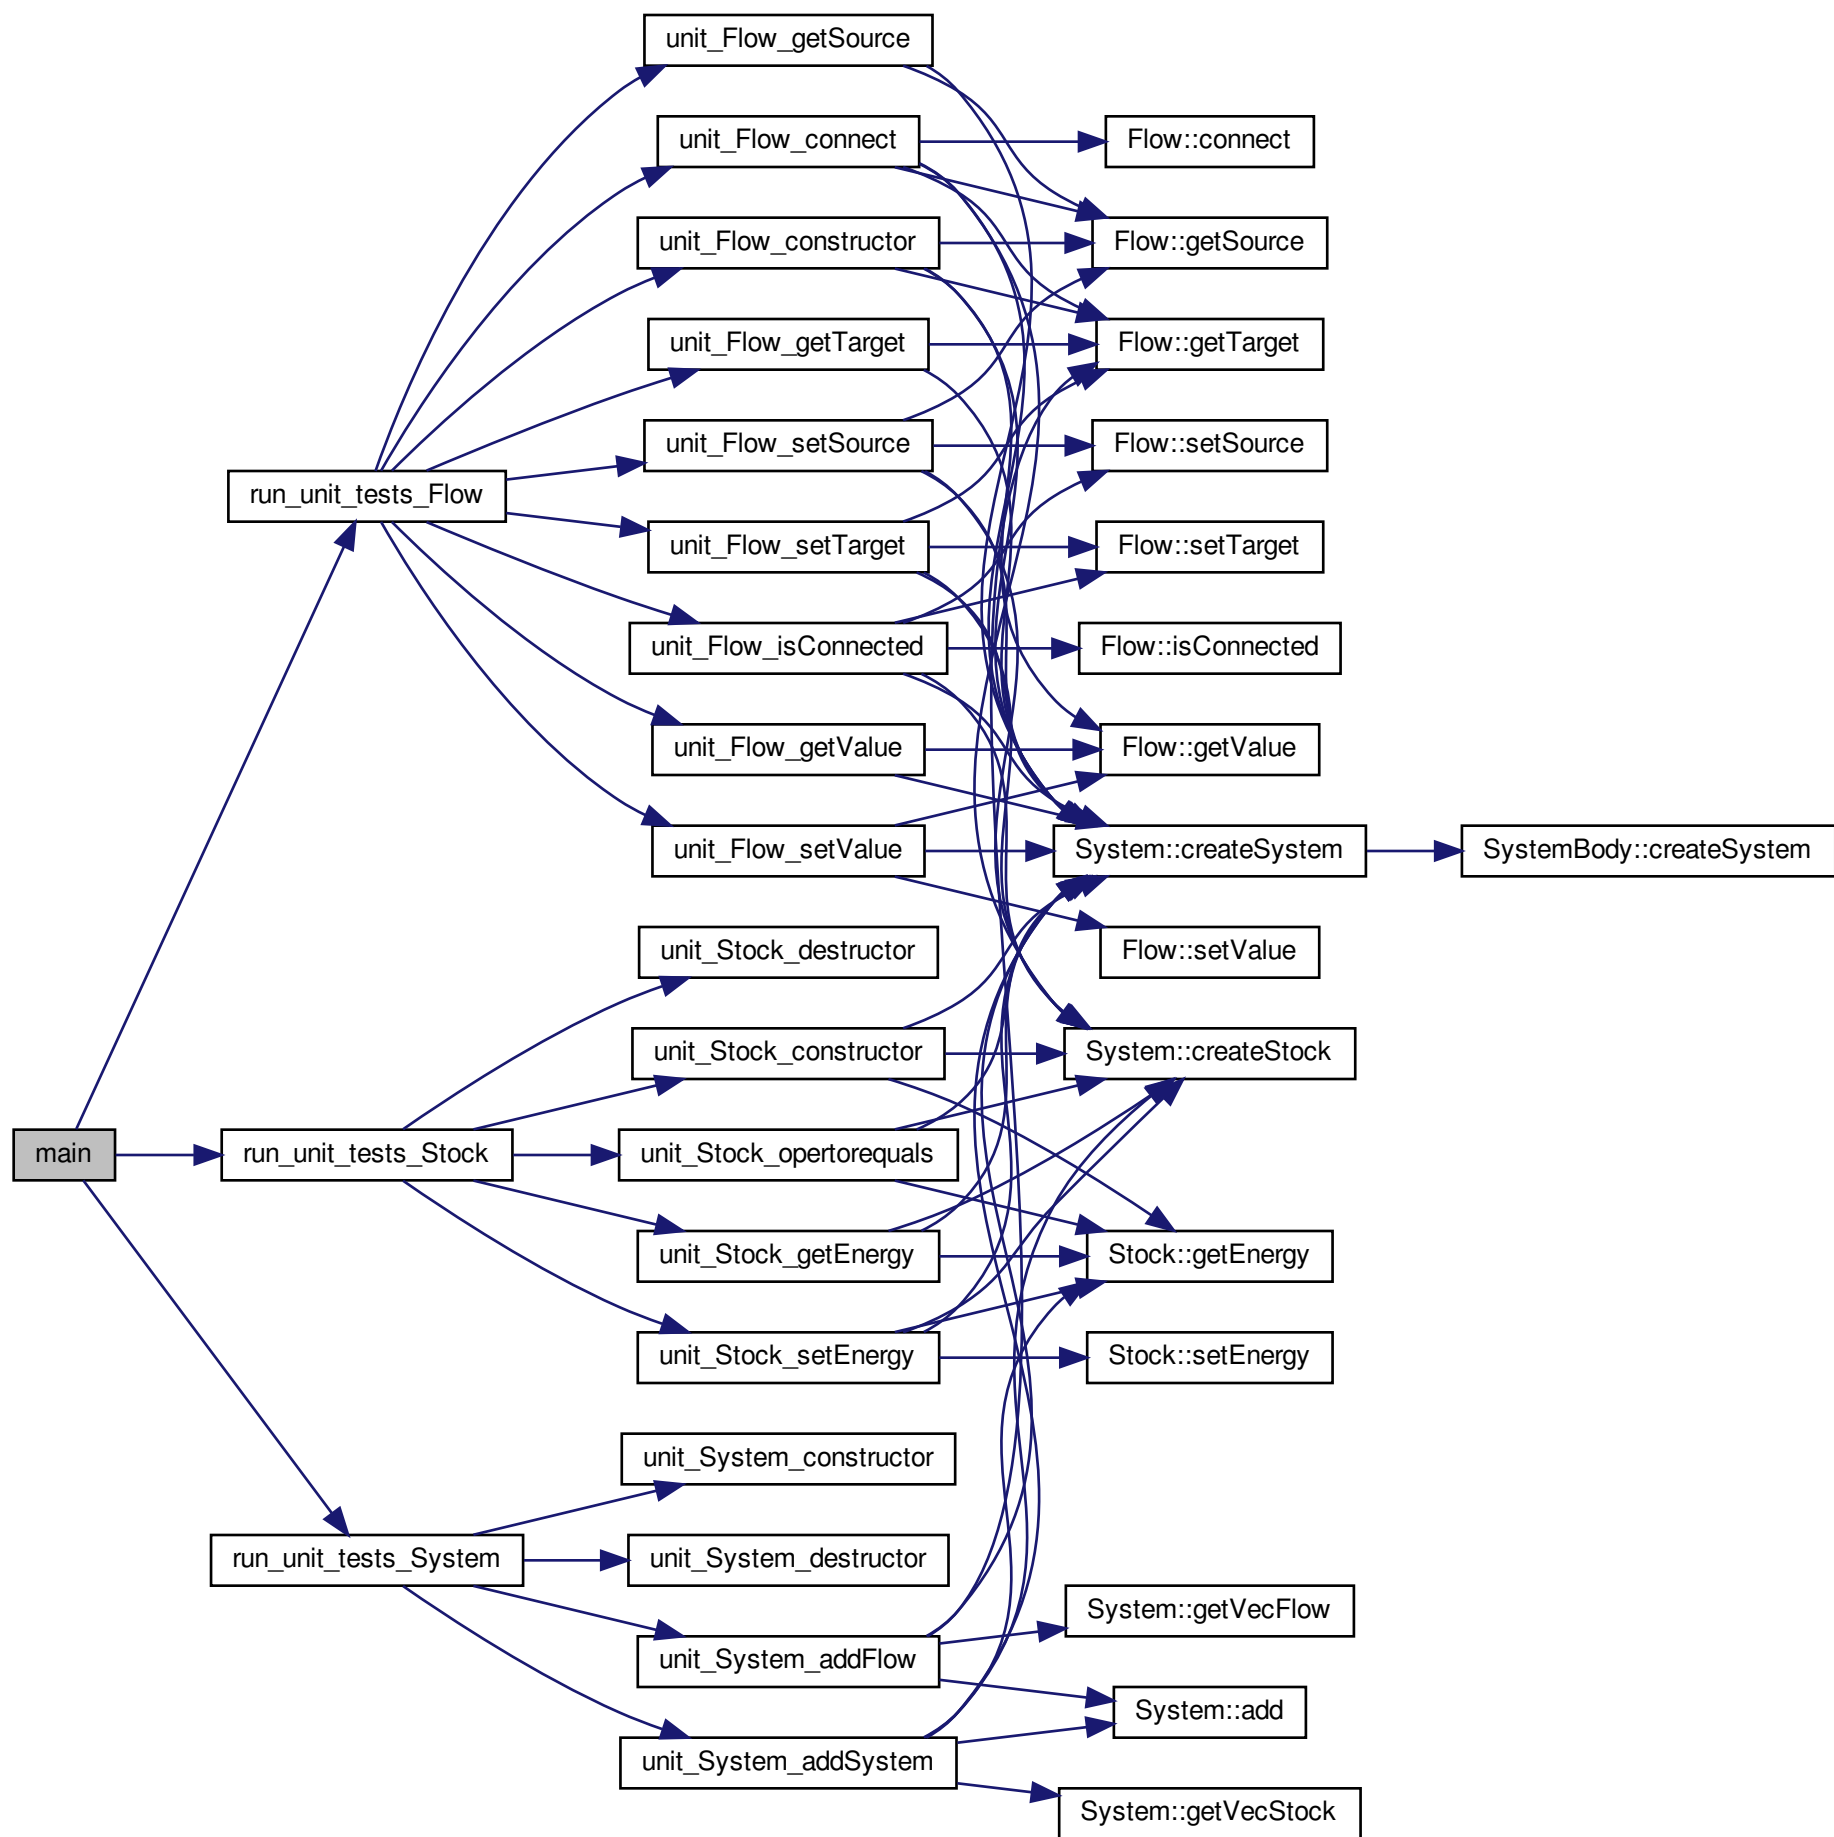 main
run_unit_tests_Flow
run_unit_tests_Stock
run_unit_tests_System
unit_Flow_getSource
unit_Flow_connect
unit_Flow_constructor
unit_Flow_getTarget
unit_Flow_setSource
unit_Flow_setTarget
unit_Flow_isConnected
unit_Flow_getValue
unit_Flow_setValue
unit_Stock_destructor
unit_Stock_constructor
unit_Stock_opertorequals
unit_Stock_getEnergy
unit_Stock_setEnergy
unit_System_constructor
unit_System_destructor
unit_System_addFlow
unit_System_addSystem
Flow::connect
Flow::getSource
Flow::getTarget
Flow::setSource
Flow::setTarget
Flow::isConnected
Flow::getValue
System::createSystem
Flow::setValue
System::createStock
Stock::getEnergy
Stock::setEnergy
System::getVecFlow
System::add
System::getVecStock
SystemBody::createSystem